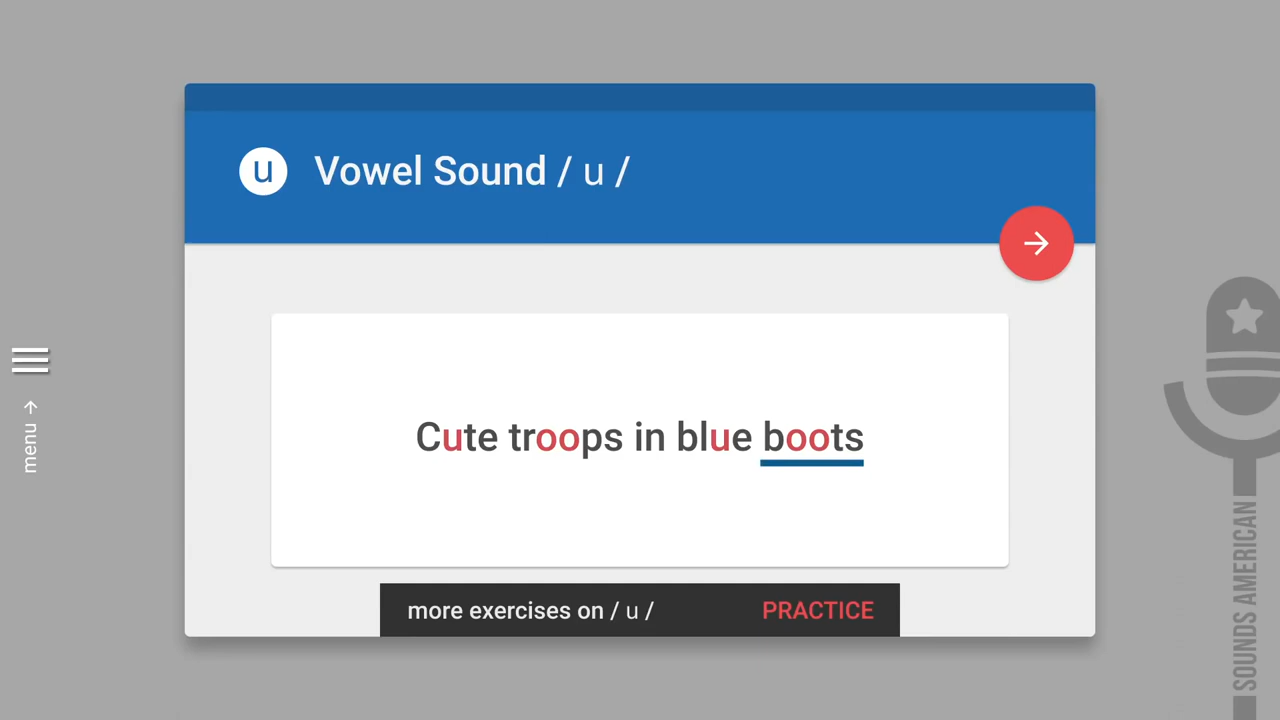 u
Vowel Sound / u /
menu
Cute troops in blue boots
more exercises on / u /
PRACTICE
SOUNDS AMERICAN